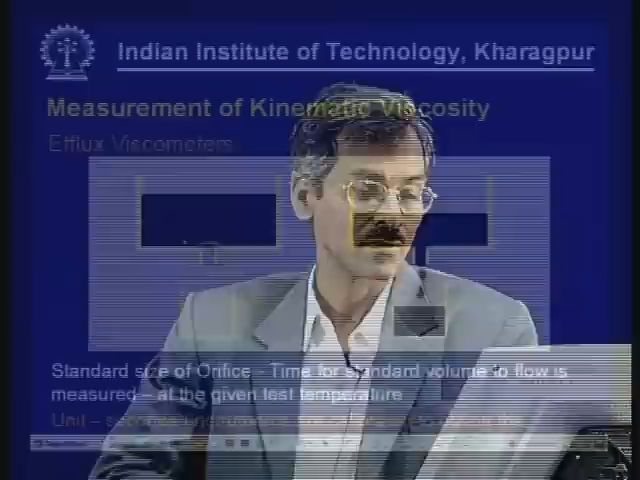 Indian Institute of Technology, Kharagpur
Measurement of Kinematic Viscosity
Efflux Viscometers
Standard size of Orifice - Time for standard volume to flow is
measured – at the given test temperature
Unit –